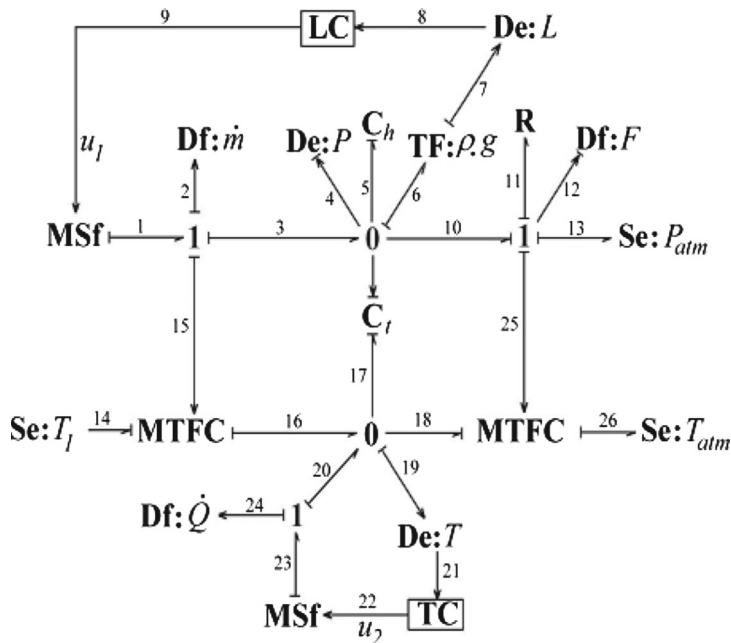 9
LC
8
De: L
7
u1
Df: ṁ
De: P
Ch
TF: ρ.g
R
Df: F
2
4
5
6
11
12
MSf
1
1
3
0
10
1
13
Se: Patm
15
Ct
25
17
Se: TI
14
MTFC
16
0
18
MTFC
26
Se: Tatm
20
19
Df: Q̇
24
1
De: T
23
21
MSf
22
TC
u2